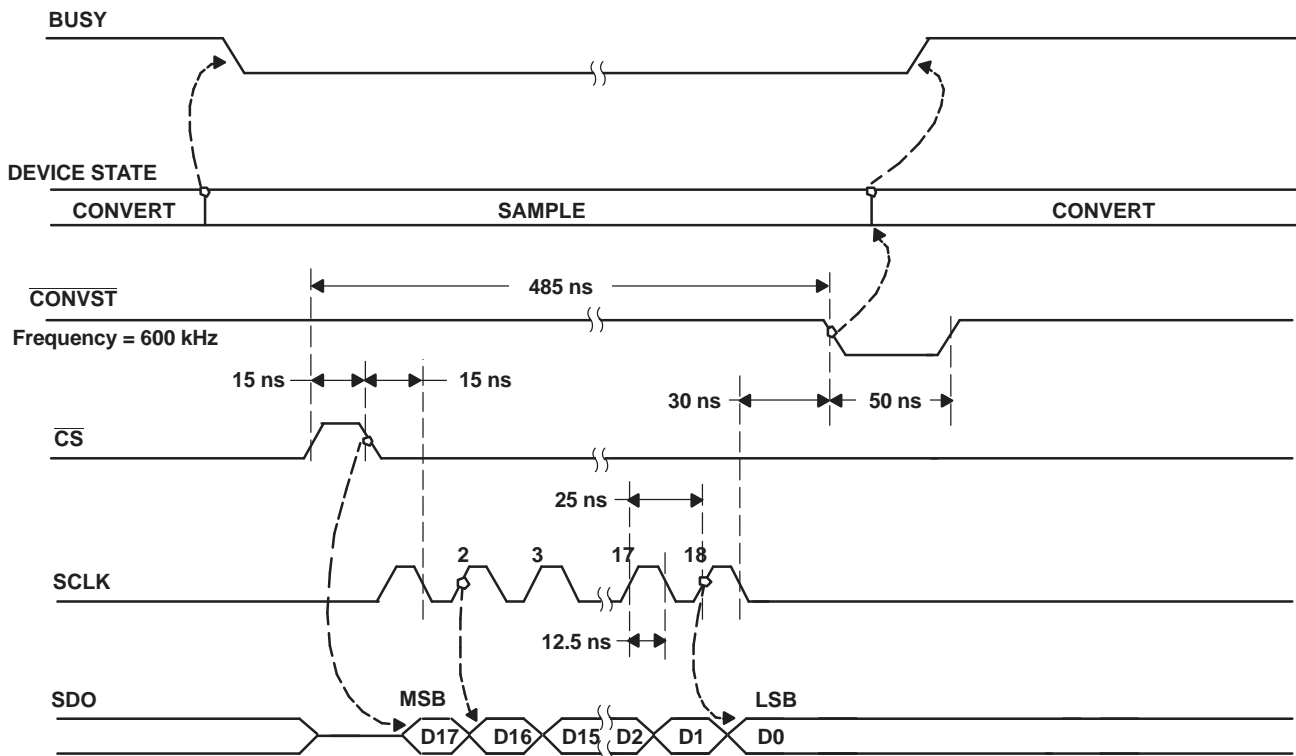 BUSY
DEVICE STATE
CONVERT
SAMPLE
CONVERT
485 ns
CONVST
Frequency = 600 kHz
15 ns
15 ns
30 ns
50 ns
CS
25 ns
2
3
17
18
SCLK
12.5 ns
SDO
MSB
LSB
D17
D16
D15
D2
D1
D0